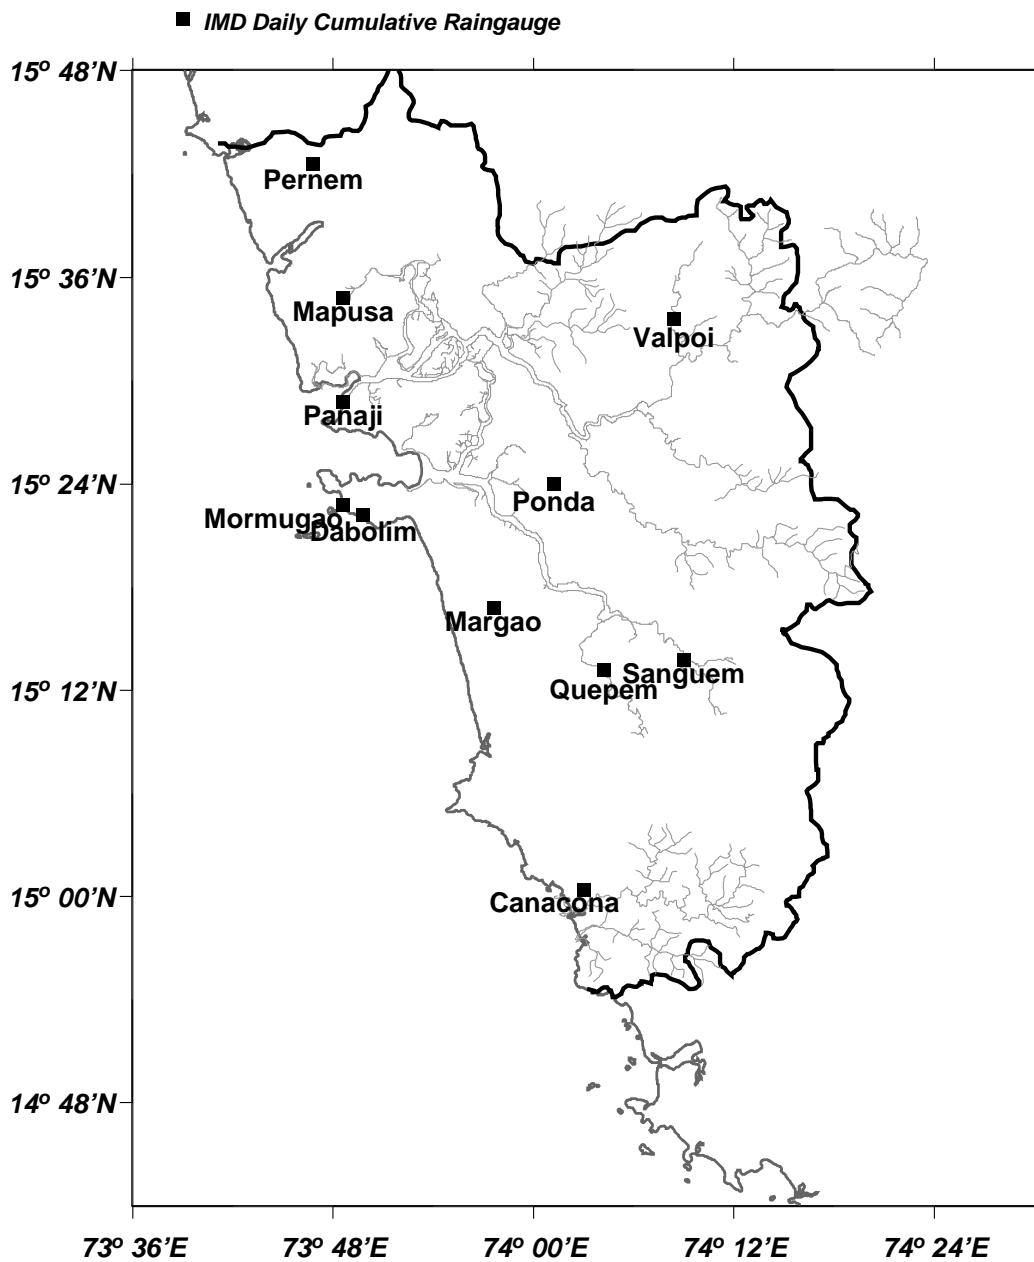 IMD Daily Cumulative Raingauge
15º 48’N
Pernem
15º 36’N
Mapusa
Valpoi
Panaji
15º 24’N
Ponda
Mormugao
Dabolim
Margao
Sanguem
15º 12’N
Quepem
15º 00’N
Canacona
14º 48’N
73º 36’E 73º 48’E 74º 00’E 74º 12’E 74º 24’E